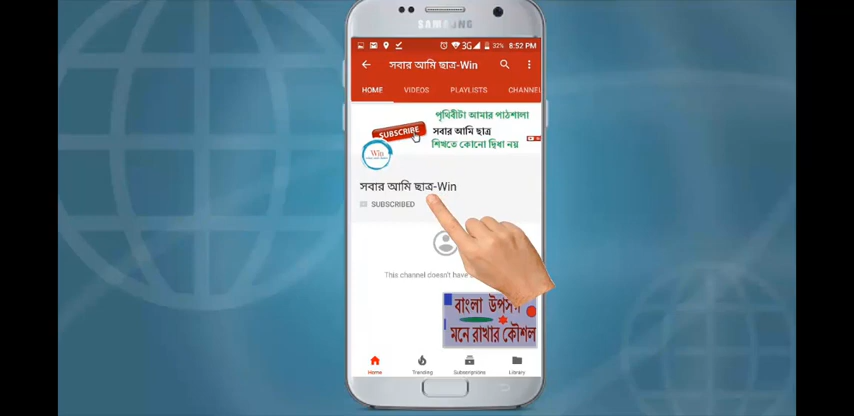 SAMSUNG
3G 32% 8:52 PM
সবার আমি ছাত্র-Win
HOME VIDEOS PLAYLISTS CHANNEL
পৃথিবীটা আমার পাঠশালা
SUBSCRIBE
সবার আমি ছাত্র
শিখতে কোনো দ্বিধা নয়
Win
সবার আমি ছাত্র-Win
SUBSCRIBED
This channel doesn't have
বাংলা উপসর্গ
মনে রাখার কৌশল
Home Trending Subscriptions Library